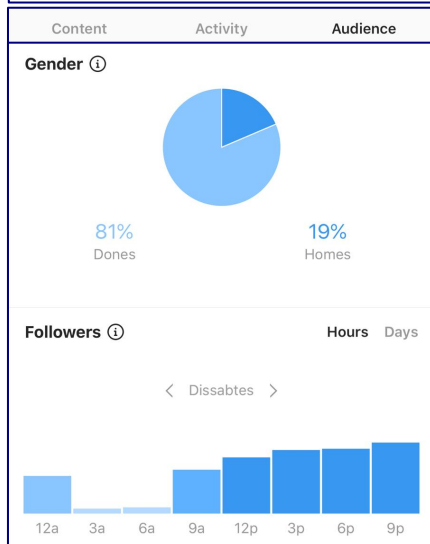 Content Activity Audience
Gender
81% 19%
Dones Homes
Followers Hours Days
< Dissabtes >
12a 3a 6a 9a 12p 3p 6p 9p